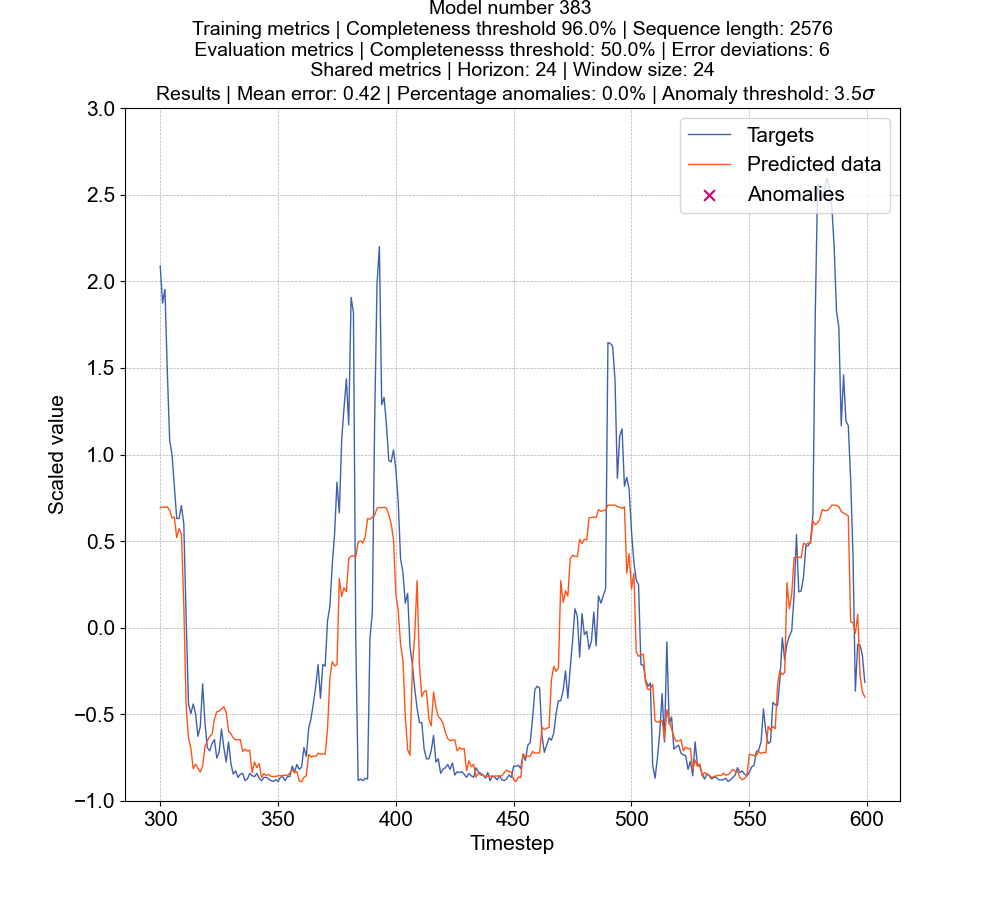 Model number 383
Training metrics | Completeness threshold 96.0% | Sequence length: 2576
Evaluation metrics | Completenesss threshold: 50.0% | Error deviations: 6
Shared metrics | Horizon: 24 | Window size: 24
Results | Mean error: 0.42 | Percentage anomalies: 0.0% | Anomaly threshold: 3.5σ
3.0
2.5
2.0
1.5
1.0
0.5
0.0
−0.5
−1.0
Scaled value
Targets
Predicted data
Anomalies
300
350
400
450
500
550
600
Timestep